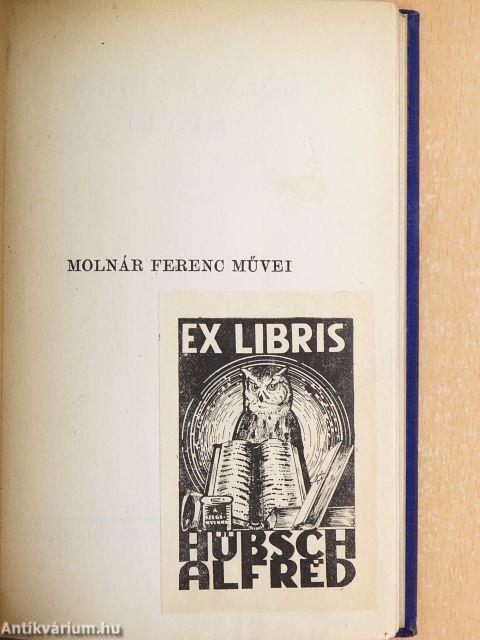 MOLNÁR FERENC MŰVEI
EX LIBRIS
HÜBSCH
ALFRÉD
Antikvárium.hu